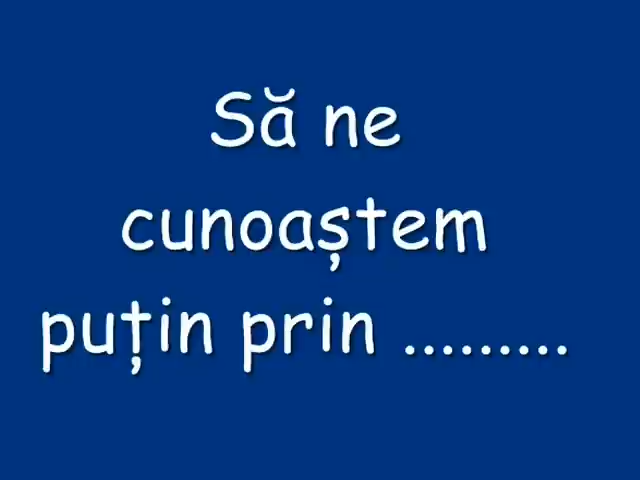 Să ne
cunoaștem
puțin prin .........